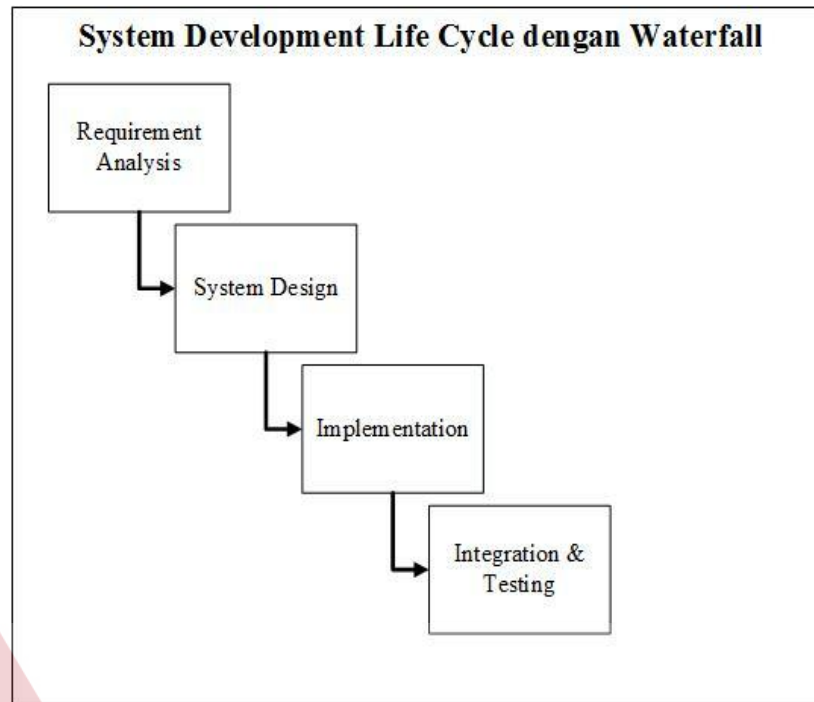 System Development Life Cycle dengan Waterfall
Requirement
Analysis
System Design
Implementation
Integration &
Testing